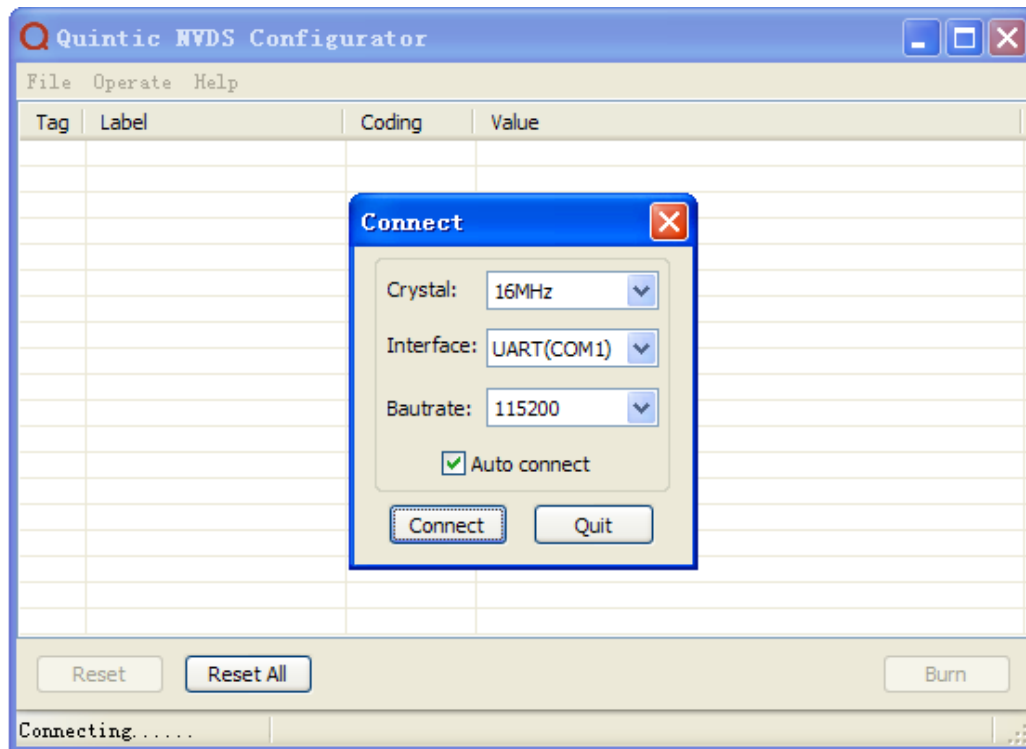 Quintic NVDS Configurator
File Operate Help
Tag Label Coding Value
Connect
Crystal: 16MHz
Interface: UART(COM1)
Bautrate: 115200
Auto connect
Connect Quit
Reset Reset All Burn
Connecting......